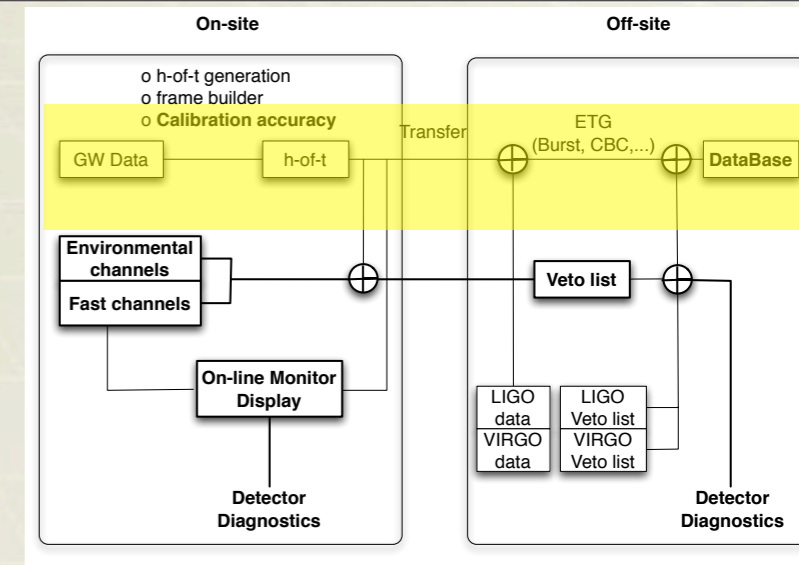 On-site
Off-site
o h-of-t generation
o frame builder
o Calibration accuracy
GW Data
h-of-t
Transfer
ETG
(Burst, CBC,...)
DataBase
Environmental
channels
Fast channels
Veto list
On-line Monitor
Display
LIGO
data
VIRGO
data
LIGO
Veto list
VIRGO
Veto list
Detector
Diagnostics
Detector
Diagnostics